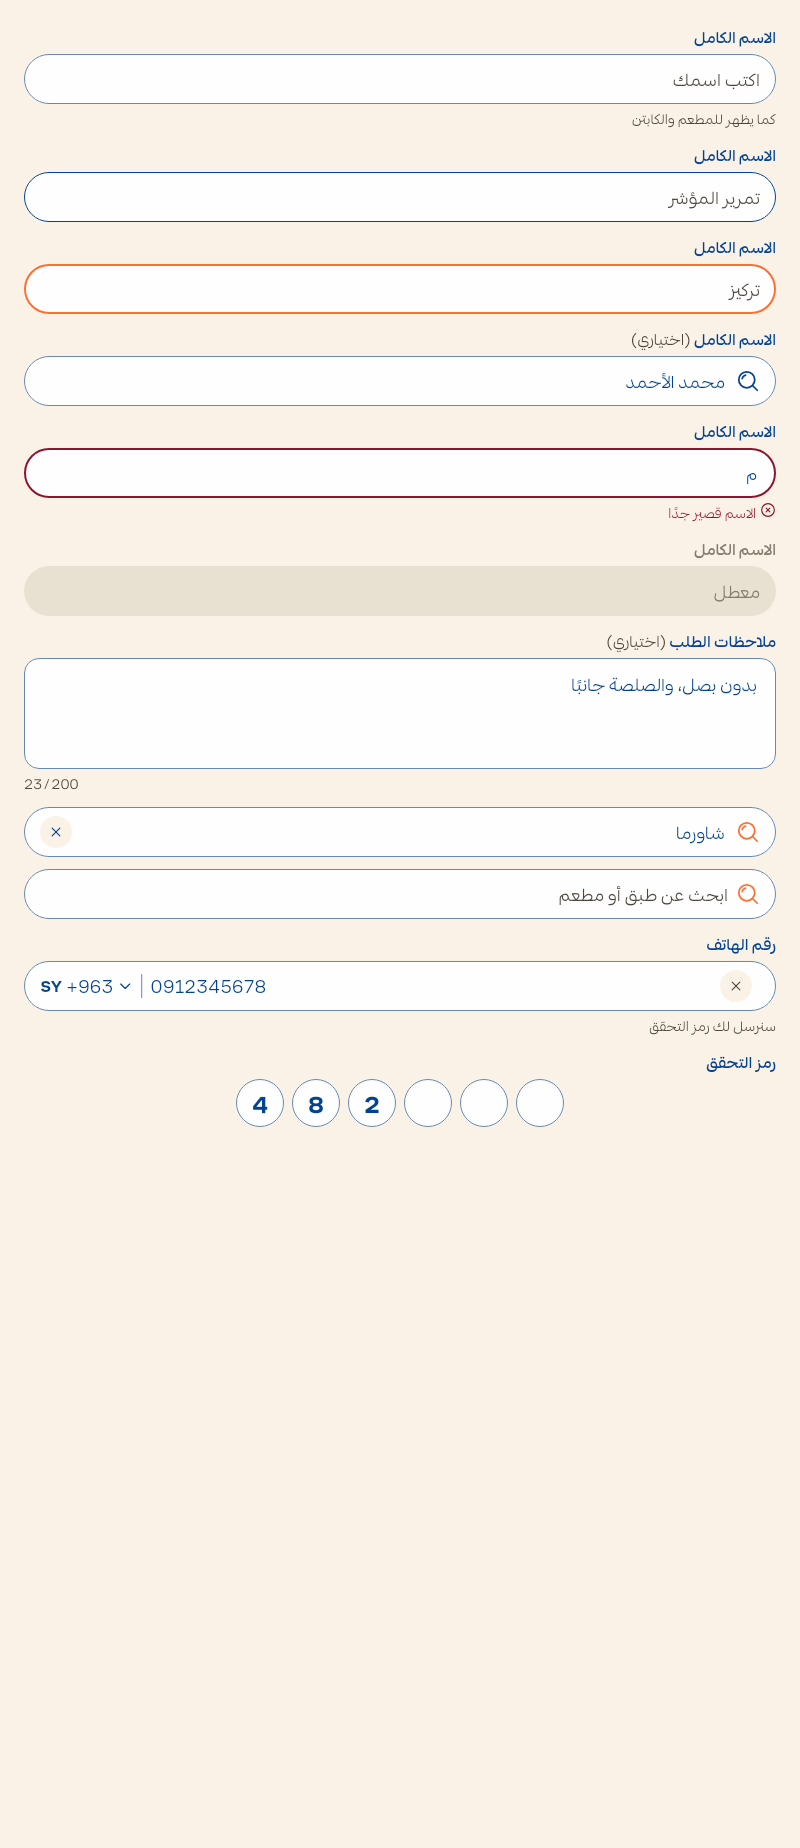 الاسم الكامل
اكتب اسمك
كما يظهر للمطعم والكابتن
الاسم الكامل
تمرير المؤشر
الاسم الكامل
تركيز
الاسم الكامل (اختياري)
محمد الأحمد
الاسم الكامل
م
الاسم قصير جدًا
الاسم الكامل
معطل
ملاحظات الطلب (اختياري)
بدون بصل، والصلصة جانبًا
23 / 200
شاورما
ابحث عن طبق أو مطعم
رقم الهاتف
SY +963 0912345678
سنرسل لك رمز التحقق
رمز التحقق
4 8 2